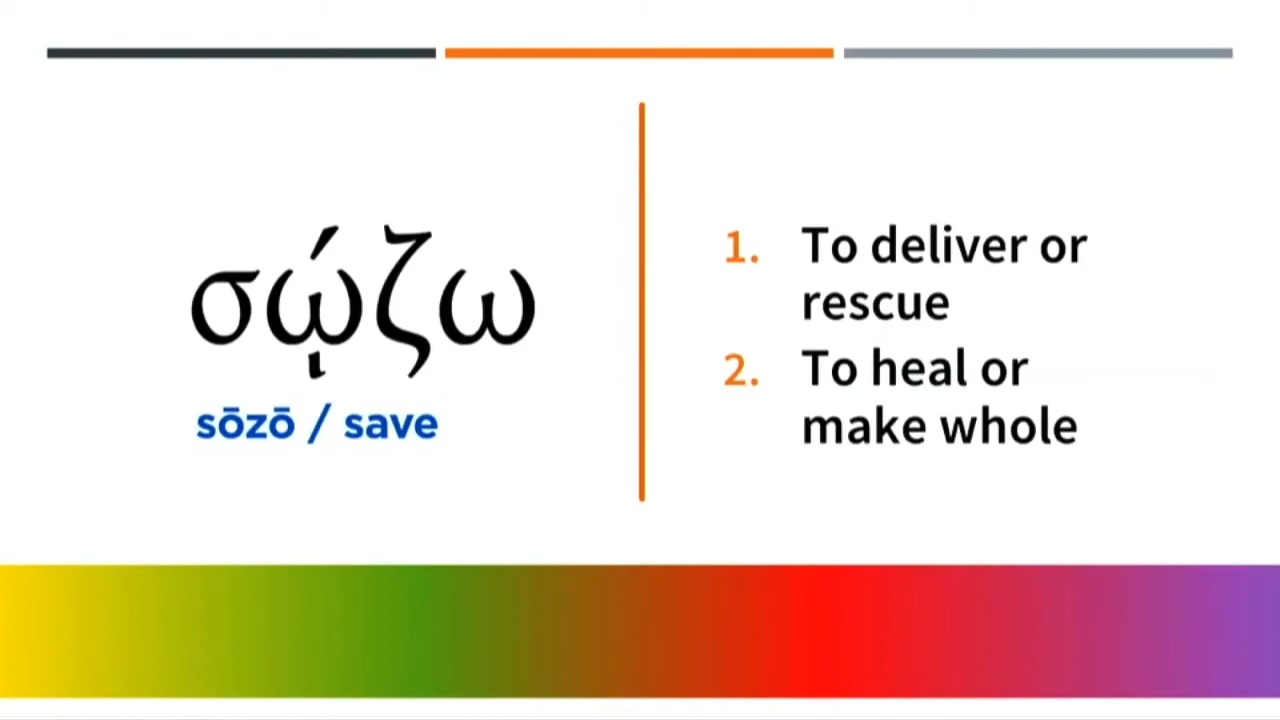 σῴζω
sōzō / save
1. To deliver or
rescue
2. To heal or
make whole